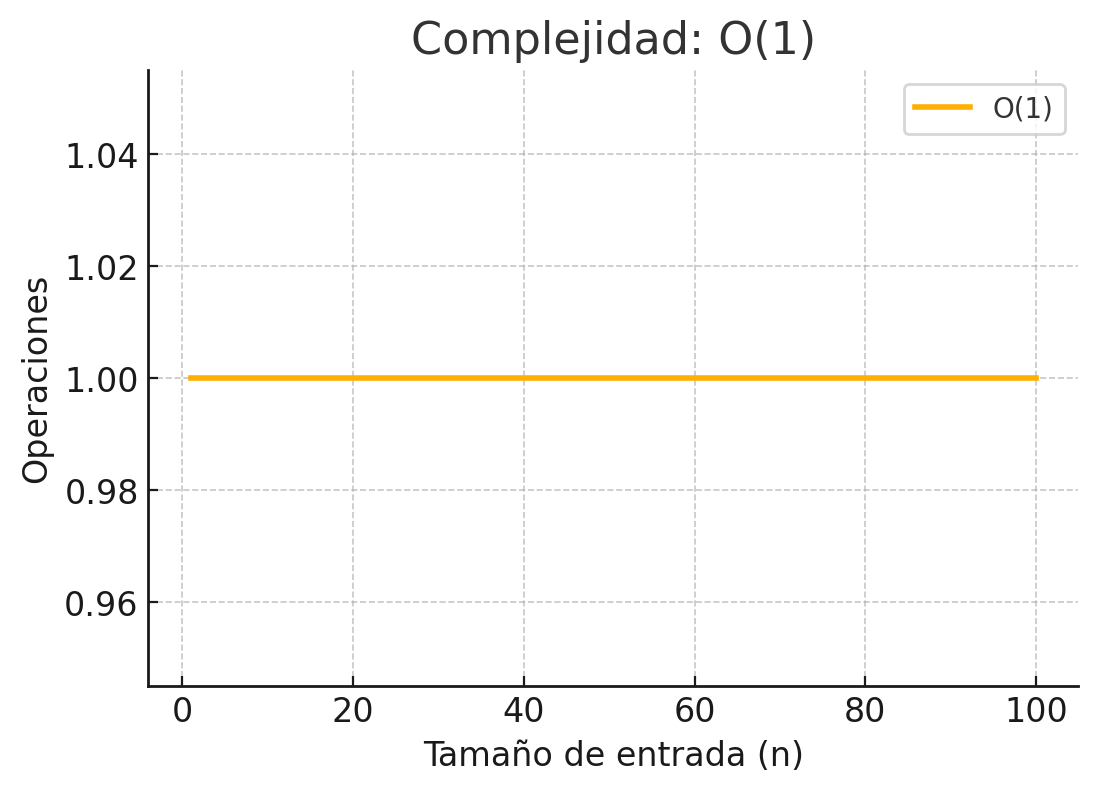 Complejidad: O(1)
O(1)
1.04
1.02
1.00
0.98
0.96
Operaciones
0 20 40 60 80 100
Tamaño de entrada (n)